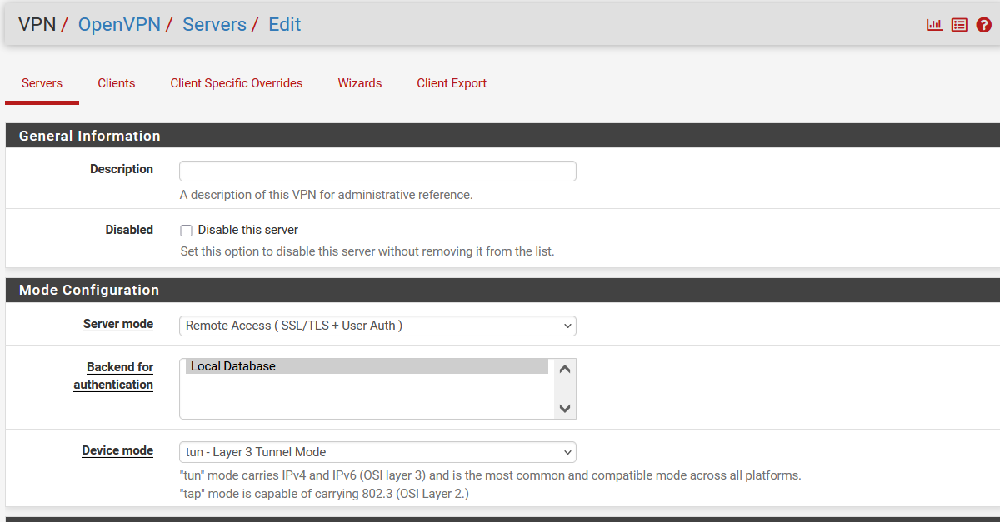 VPN / OpenVPN / Servers / Edit
Servers Clients Client Specific Overrides Wizards Client Export
General Information
Description
A description of this VPN for administrative reference.
Disabled Disable this server
Set this option to disable this server without removing it from the list.
Mode Configuration
Server mode Remote Access ( SSL/TLS + User Auth )
Backend for Local Database
authentication
Device mode tun - Layer 3 Tunnel Mode
"tun" mode carries IPv4 and IPv6 (OSI layer 3) and is the most common and compatible mode across all platforms.
"tap" mode is capable of carrying 802.3 (OSI Layer 2.)